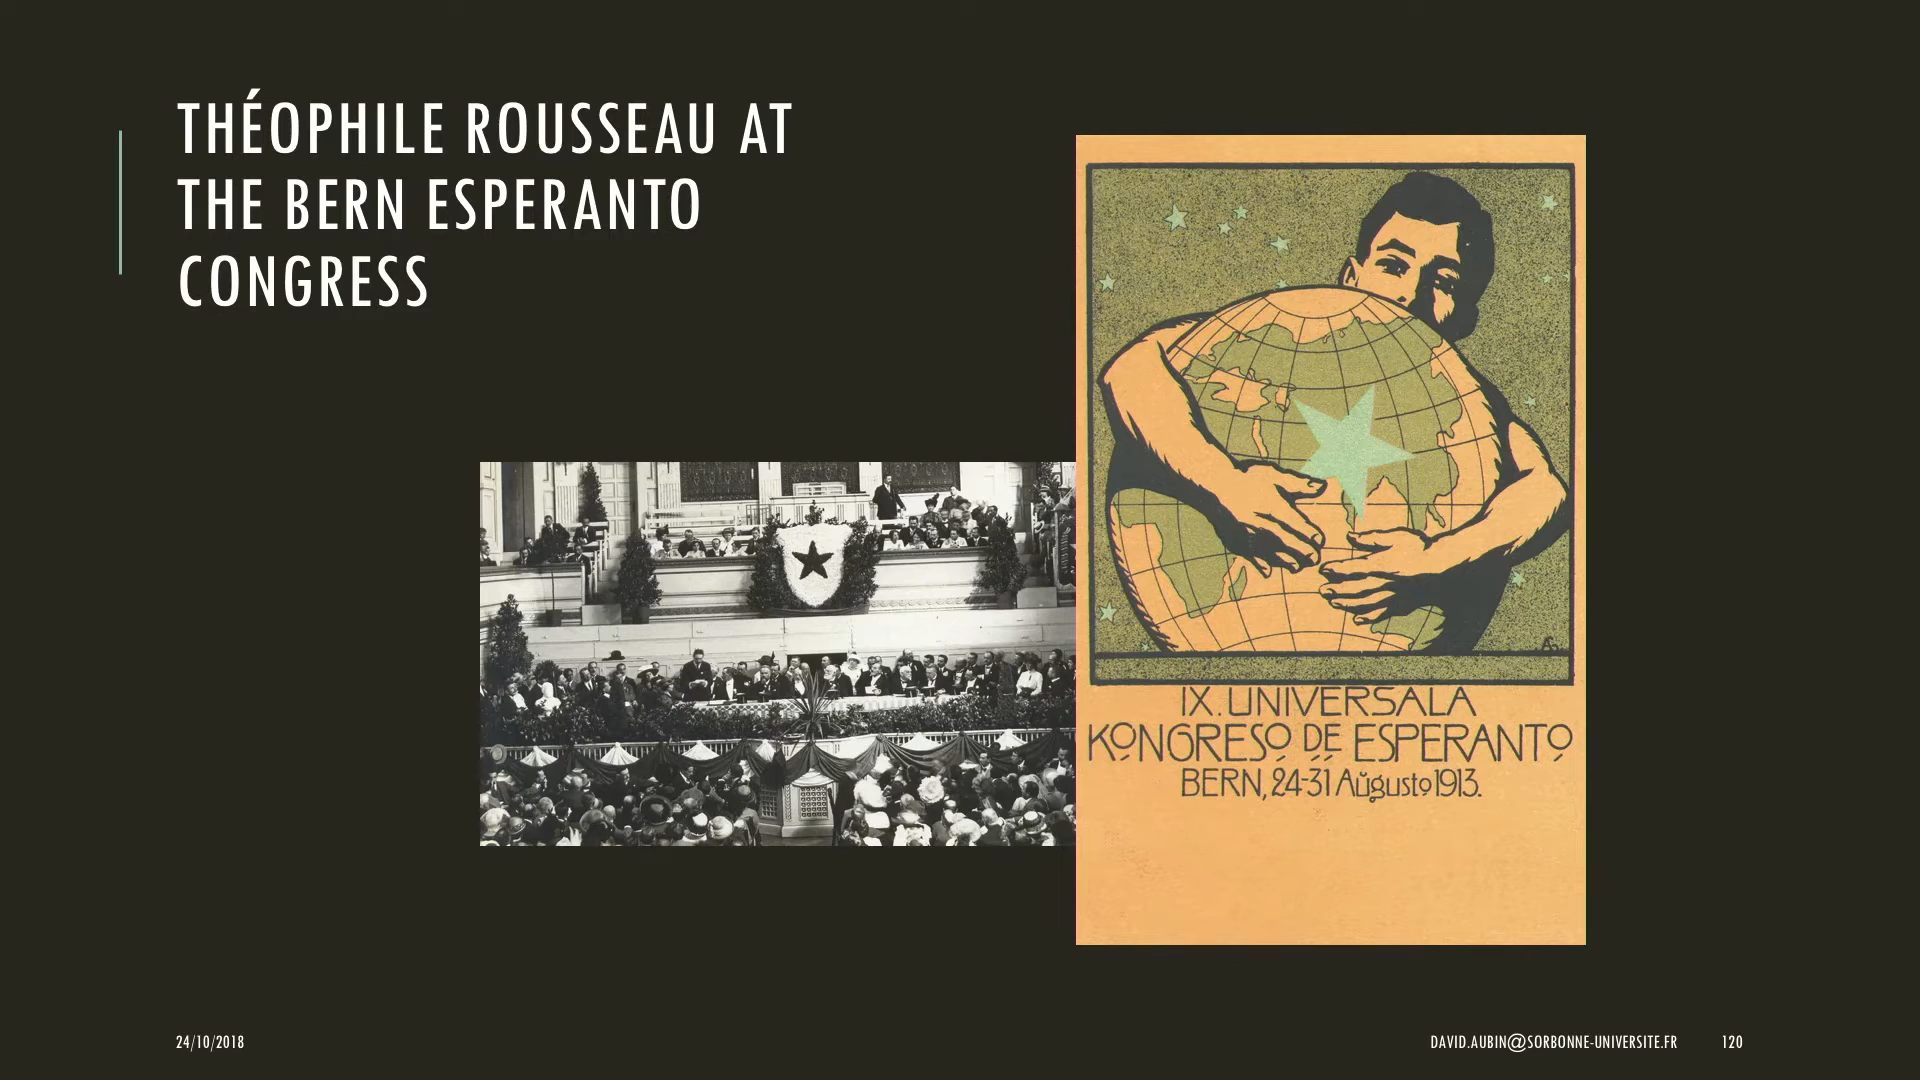 THÉOPHILE ROUSSEAU AT
THE BERN ESPERANTO
CONGRESS
IX. UNIVERSALA
KONGRESO DE ESPERANTO
BERN, 24-31 Aŭgusto 1913.
24/10/2018
DAVID.AUBIN@SORBONNE-UNIVERSITE.FR
120